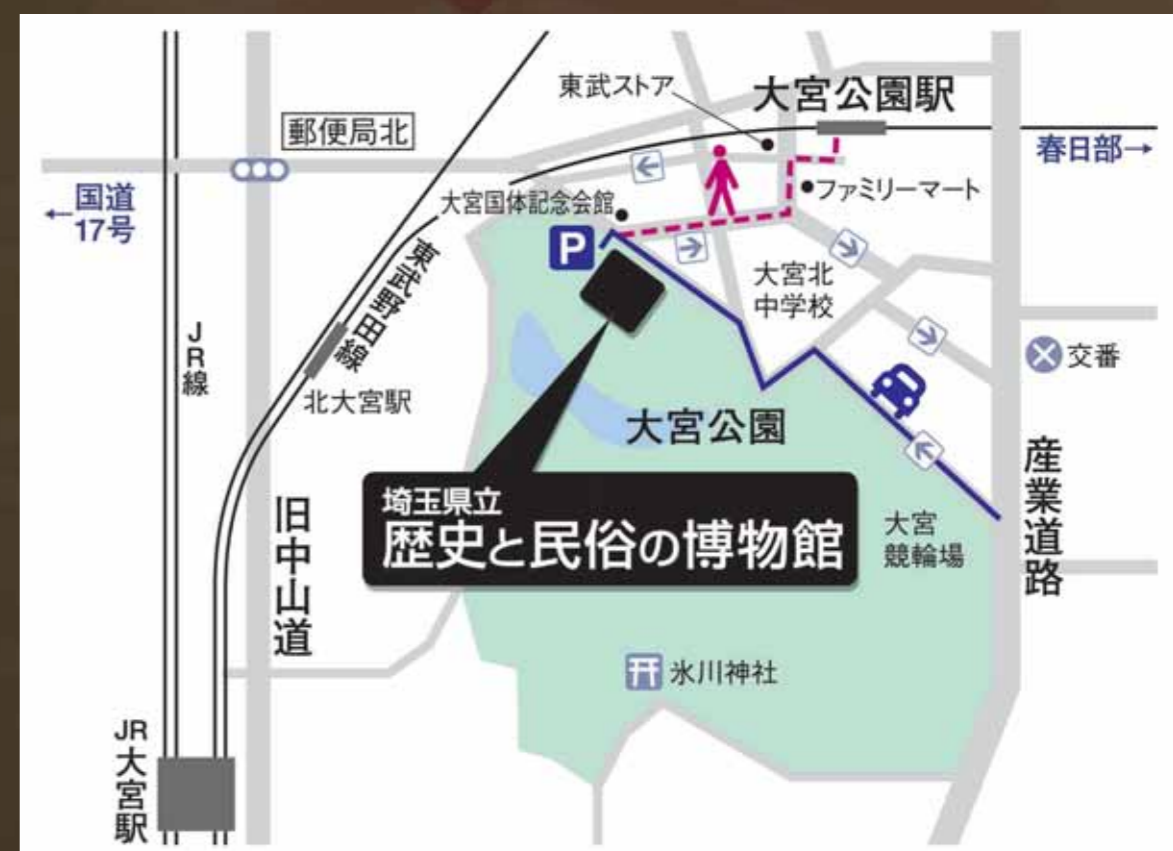 東武ストア
大宮公園駅
郵便局北
春日部→
←国道
17号
大宮国体記念会館
ファミリーマート
P
東武野田線
大宮北
中学校
JR線
交番
北大宮駅
大宮公園
産業道路
埼玉県立
歴史と民俗の博物館
大宮
競輪場
旧中山道
氷川神社
JR
大宮駅